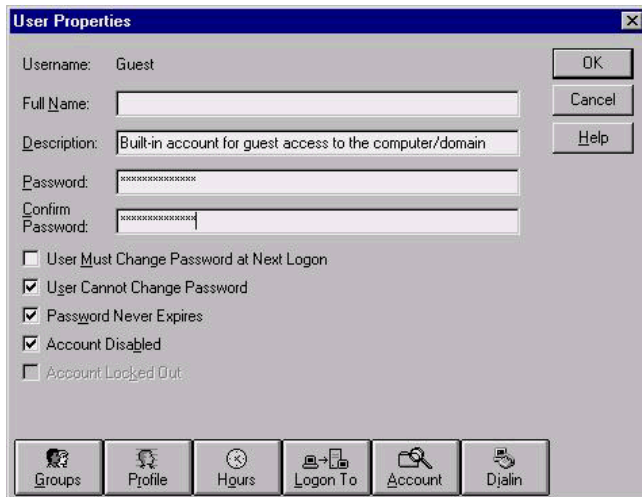 User Properties
Username: Guest
OK
Full Name:
Cancel
Description: Built-in account for guest access to the computer/domain
Help
Password: **************
Confirm
Password: **************
User Must Change Password at Next Logon
User Cannot Change Password
Password Never Expires
Account Disabled
Account Locked Out
Groups Profile Hours Logon To Account Dialin